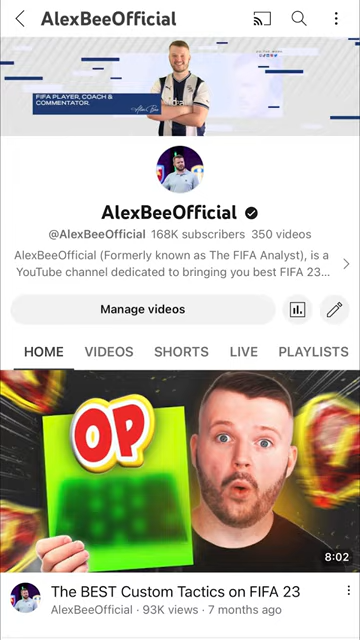 AlexBeeOfficial
FIFA PLAYER, COACH &
COMMENTATOR.
Alex Bee
AlexBeeOfficial
@AlexBeeOfficial 168K subscribers 350 videos
AlexBeeOfficial (Formerly known as The FIFA Analyst), is a
YouTube channel dedicated to bringing you best FIFA 23...
Manage videos
HOME VIDEOS SHORTS LIVE PLAYLISTS
OP
8:02
The BEST Custom Tactics on FIFA 23
AlexBeeOfficial · 93K views · 7 months ago